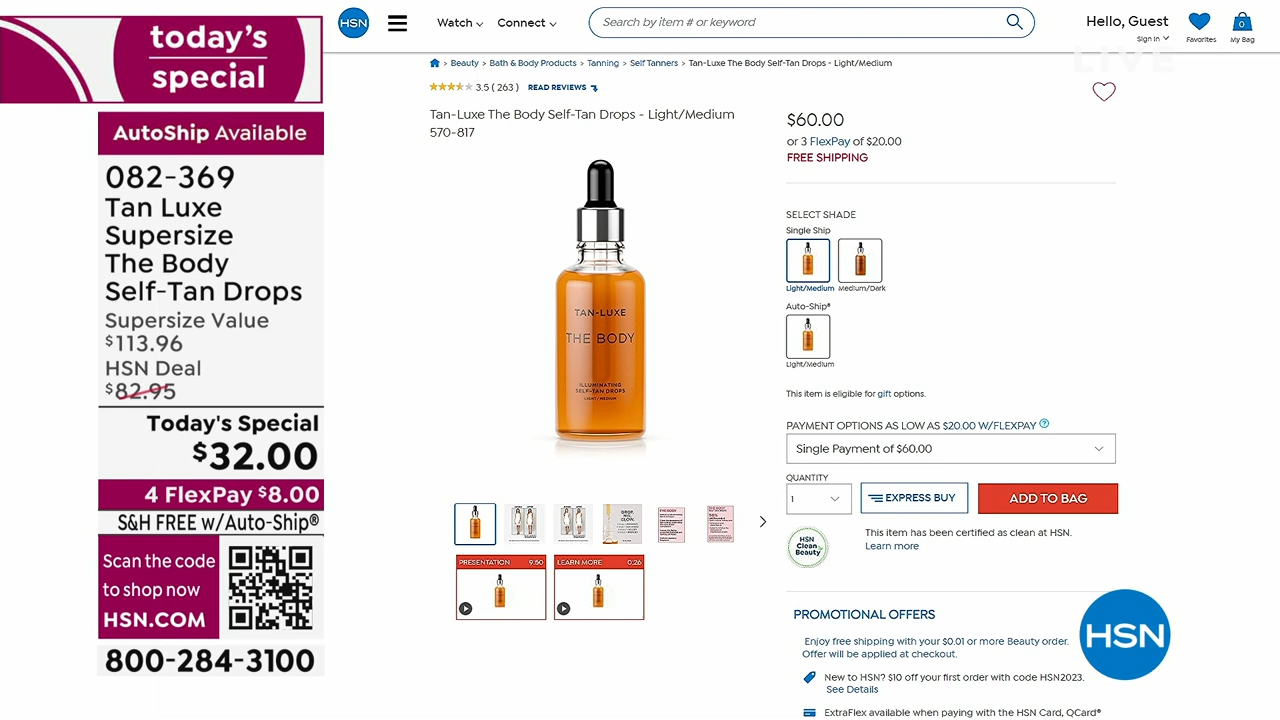 today's
special
AutoShip Available
082-369
Tan Luxe
Supersize
The Body
Self-Tan Drops
Supersize Value
$113.96
HSN Deal
$82.95
Today's Special
$32.00
4 FlexPay $8.00
S&H FREE w/Auto-Ship®
Scan the code
to shop now
HSN.COM
800-284-3100
HSN
Watch
Connect
Search by item # or keyword
Hello, Guest
Sign In
Favorites
0
My Bag
LIVE
> Beauty > Bath & Body Products > Tanning > Self Tanners > Tan-Luxe The Body Self-Tan Drops - Light/Medium
3.5 ( 263 ) READ REVIEWS
Tan-Luxe The Body Self-Tan Drops - Light/Medium
570-817
TAN-LUXE
THE BODY
ILLUMINATING
SELF-TAN DROPS
LIGHT/MEDIUM
PRESENTATION 9:50
LEARN MORE 0:26
$60.00
or 3 FlexPay of $20.00
FREE SHIPPING
SELECT SHADE
Single Ship
Light/Medium Medium/Dark
Auto-Ship®
Light/Medium
This item is eligible for gift options.
PAYMENT OPTIONS AS LOW AS $20.00 W/FLEXPAY ?
Single Payment of $60.00
QUANTITY
1
EXPRESS BUY
ADD TO BAG
HSN
Clean
Beauty
This item has been certified as clean at HSN.
Learn more
PROMOTIONAL OFFERS
Enjoy free shipping with your $0.01 or more Beauty order.
Offer will be applied at checkout.
New to HSN? $10 off your first order with code HSN2023.
See Details
ExtraFlex available when paying with the HSN Card, QCard®
HSN